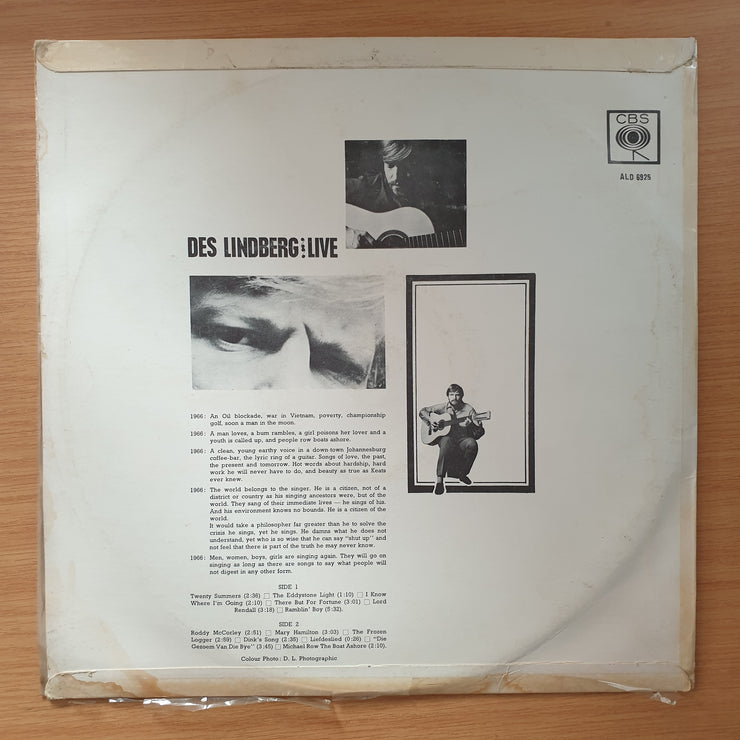 CBS
ALD 6925
DES LINDBERG: LIVE
1966: An Oil blockade, war in Vietnam, poverty, championship
golf, soon a man in the moon.
1966: A man loves, a bum rambles, a girl poisons her lover and a
youth is called up, and people row boats ashore.
1966: A clean, young earthy voice in a down-town Johannesburg
coffee-bar, the lyric ring of a guitar. Songs of love, the past,
the present and tomorrow. Hot words about hardship, hard
work he will never have to do, and beauty as true as Keats
ever knew.
1966: The world belongs to the singer. He is a citizen, not of a
district or country as his singing ancestors were, but of the
world. They sang of their immediate lives — he sings of his.
And his environment knows no bounds. He is a citizen of the
world.
It would take a philosopher far greater than he to solve the
crisis he sings, yet he sings. He damns what he does not
understand, yet who is so wise that he can say "shut up" and
not feel that there is part of the truth he may never know.
1966: Men, women, boys, girls are singing again. They will go on
singing as long as there are songs to say what people will
not digest in any other form.
SIDE 1
Twenty Summers (2:36) □ The Eddystone Light (1:10) □ I Know
Where I'm Going (2:10) □ There But For Fortune (3:01) □ Lord
Rendall (3:18) □ Ramblin' Boy (5:32).
SIDE 2
Roddy McCorley (2:51) □ Mary Hamilton (3:03) □ The Frozen
Logger (2:59) □ Dink's Song (2:35) □ Liefdeslied (0:26) □ "Die
Gezoem Van Die Bye" (3:45) □ Michael Row The Boat Ashore (2:10).
Colour Photo: D. L. Photographic